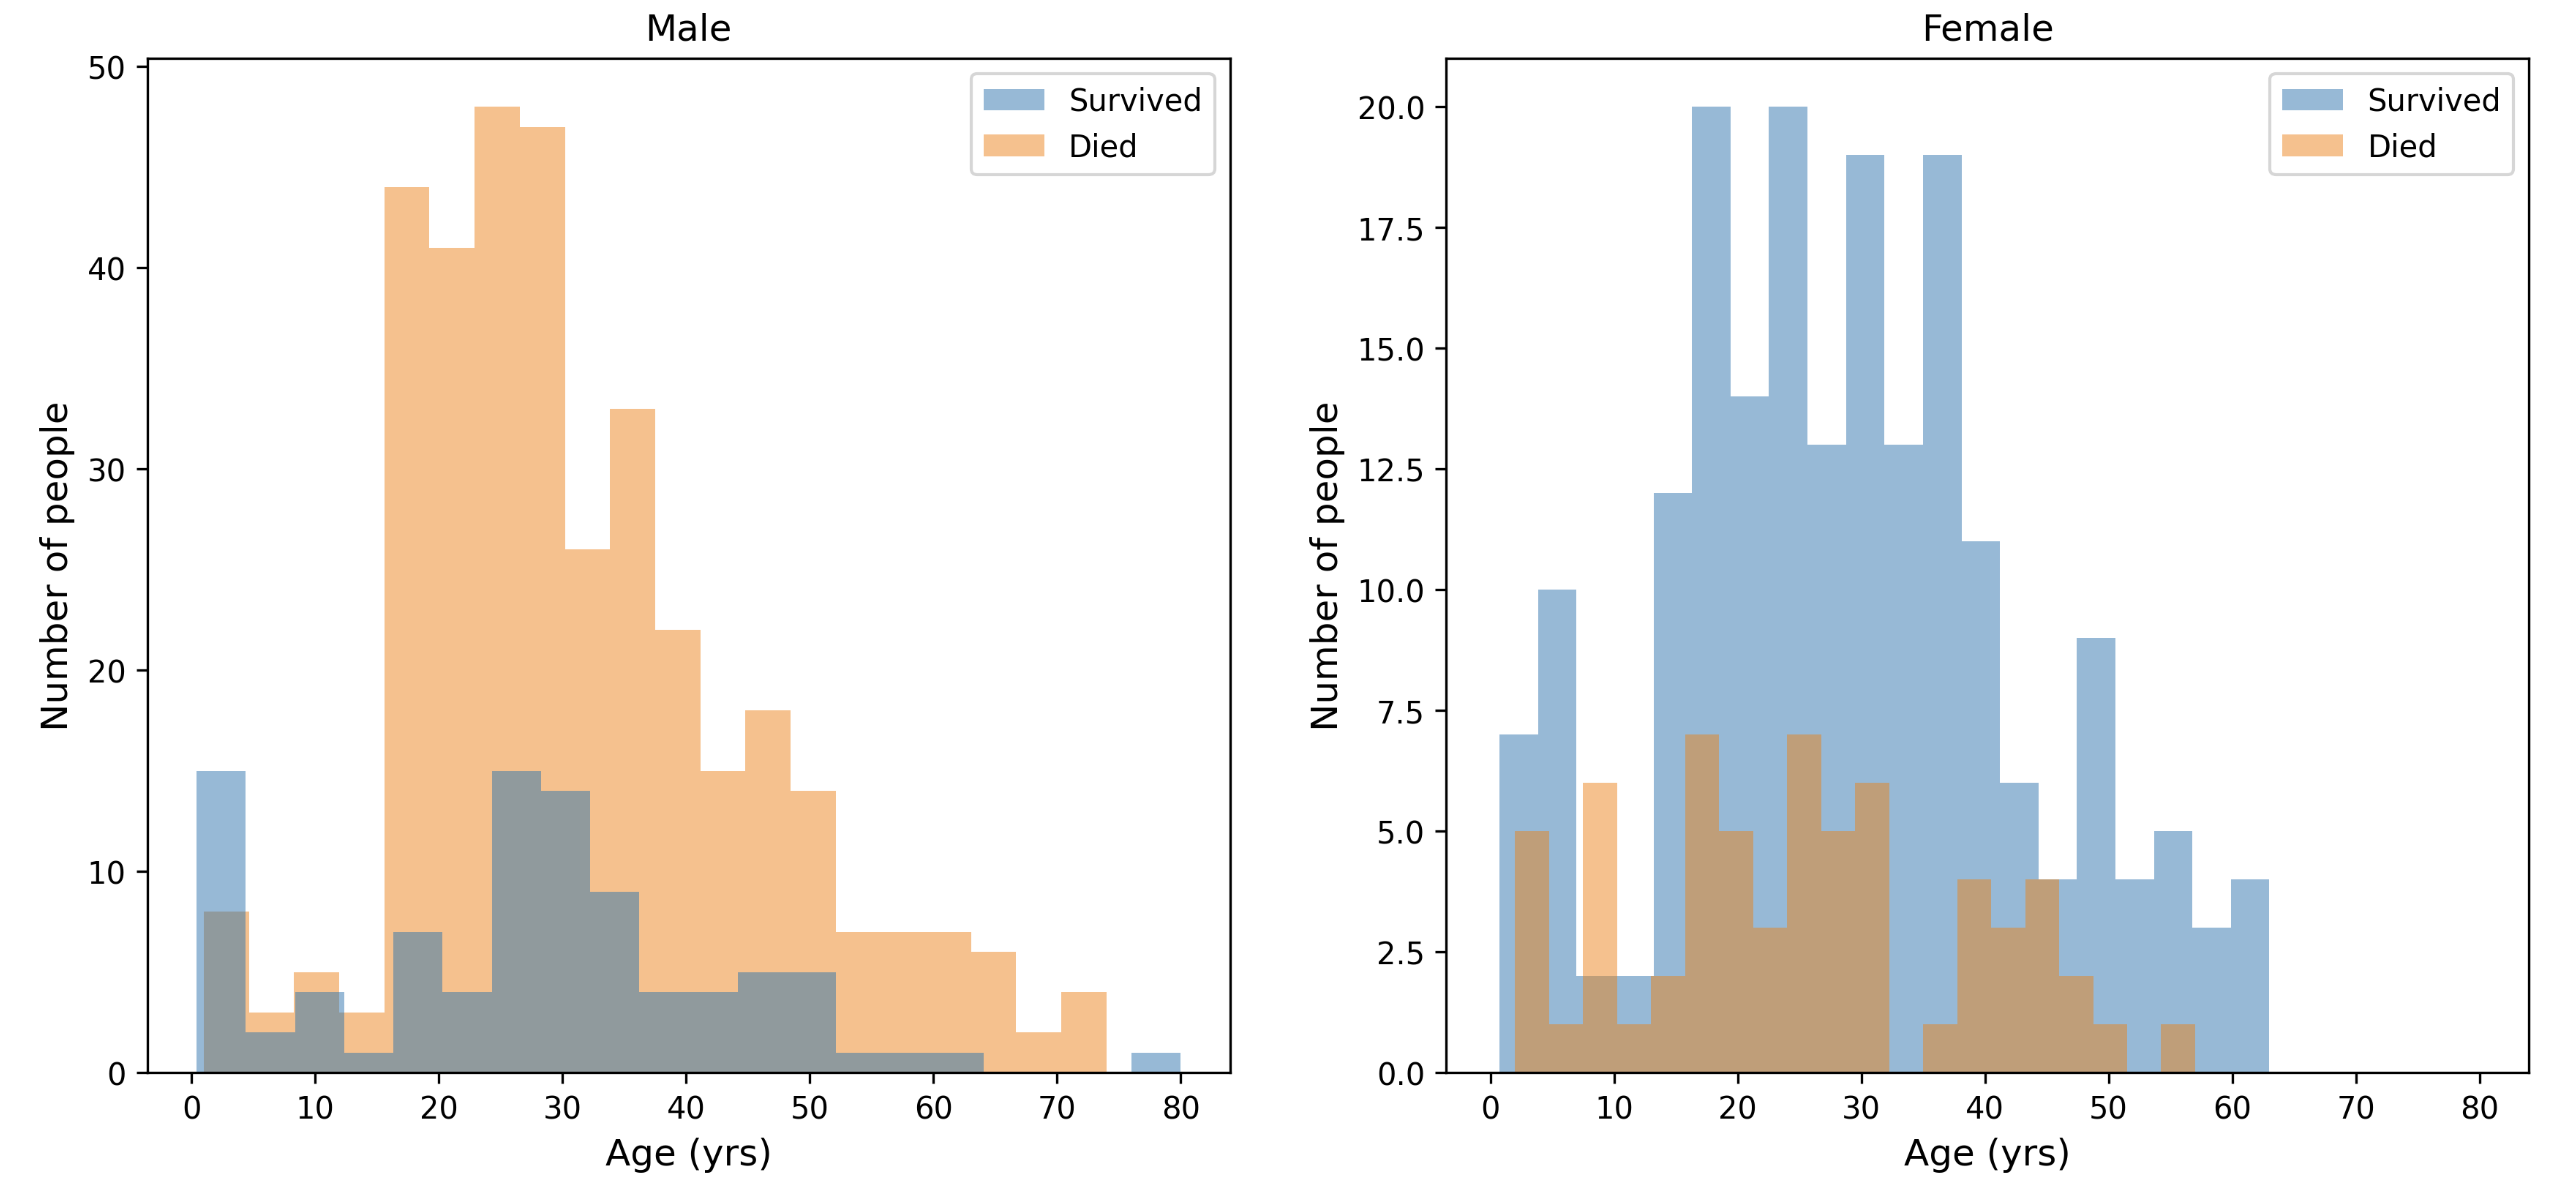 Male
50
40
30
20
10
0
0 10 20 30 40 50 60 70 80
Number of people
Age (yrs)
Survived
Died
Female
20.0
17.5
15.0
12.5
10.0
7.5
5.0
2.5
0.0
0 10 20 30 40 50 60 70 80
Number of people
Age (yrs)
Survived
Died